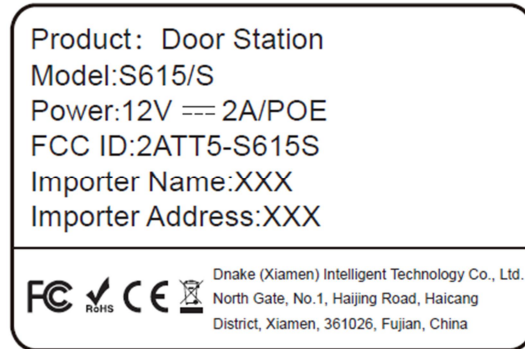 Product: Door Station
Model:S615/S
Power:12V ⎓ 2A/POE
FCC ID:2ATT5-S615S
Importer Name:XXX
Importer Address:XXX
FC RoHS CE
Dnake (Xiamen) Intelligent Technology Co., Ltd.
North Gate, No.1, Haijing Road, Haicang
District, Xiamen, 361026, Fujian, China